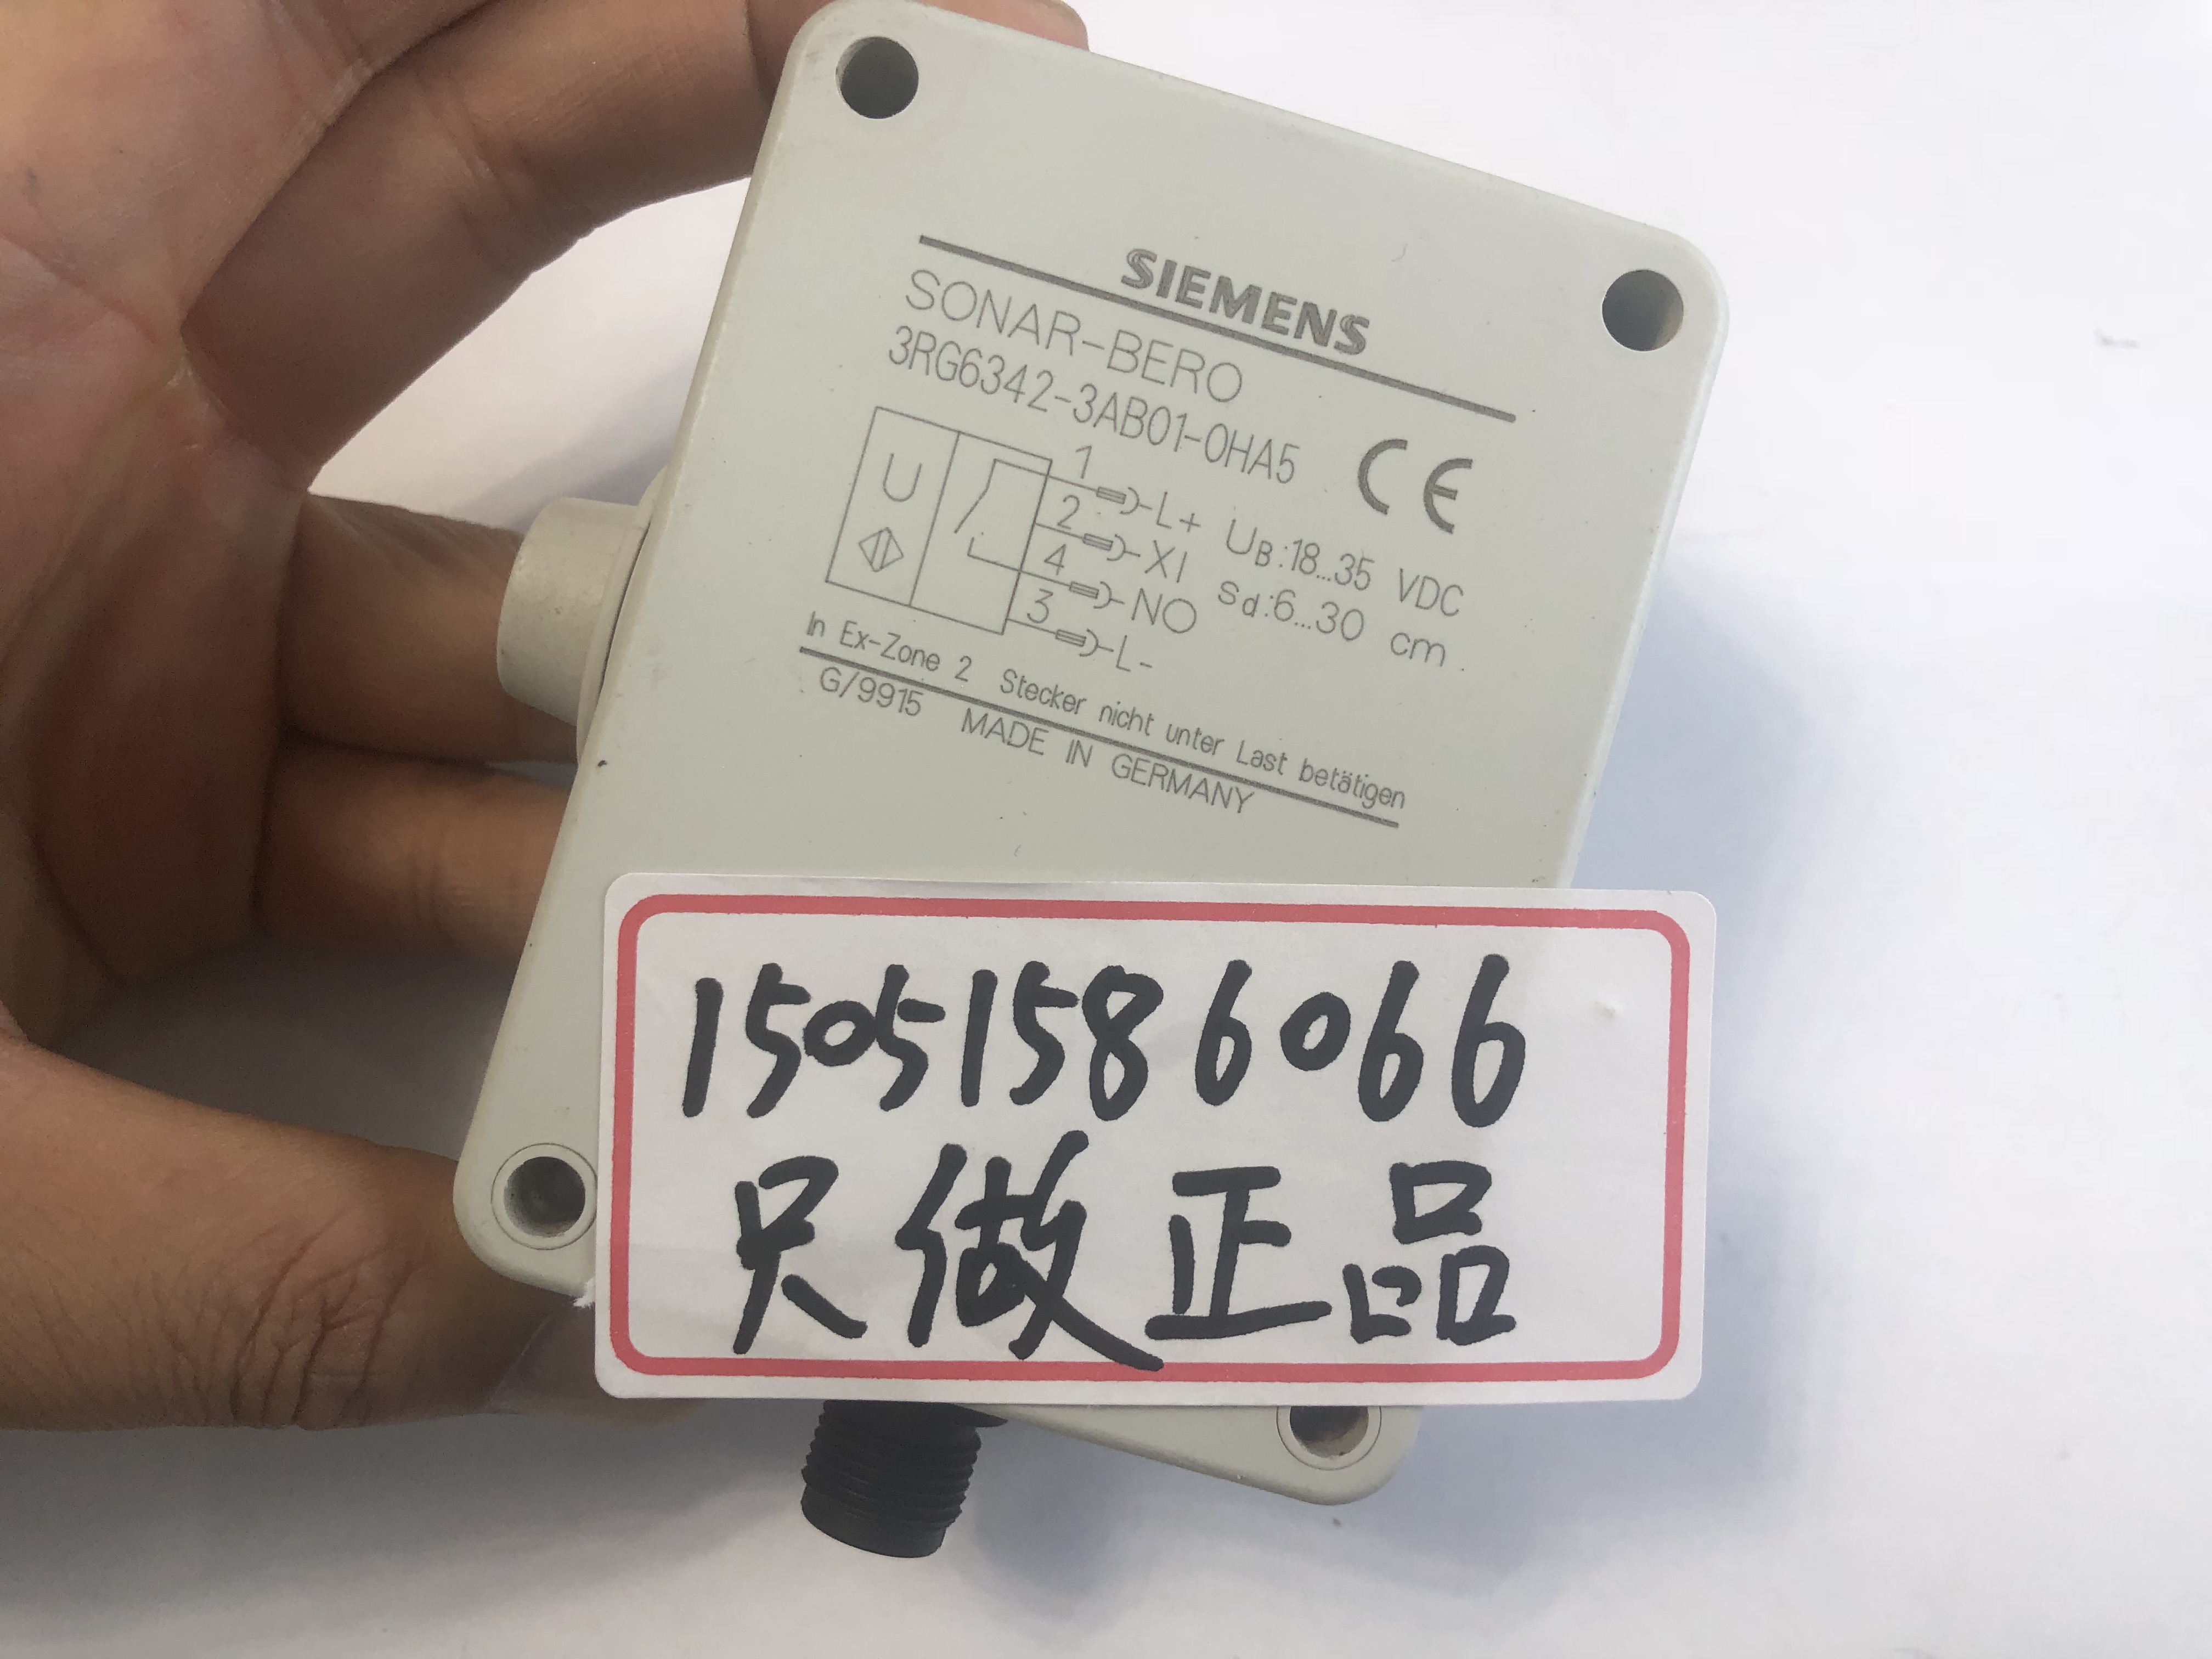 SIEMENS
SONAR-BERO
3RG6342-3AB01-0HA5
CE
U
1 L+
2 XI
4 NO
3 L-
UB:18...35 VDC
sd:6...30 cm
In Ex-Zone 2 Stecker nicht unter Last betätigen
G/9915 MADE IN GERMANY
15051586066
只做正品